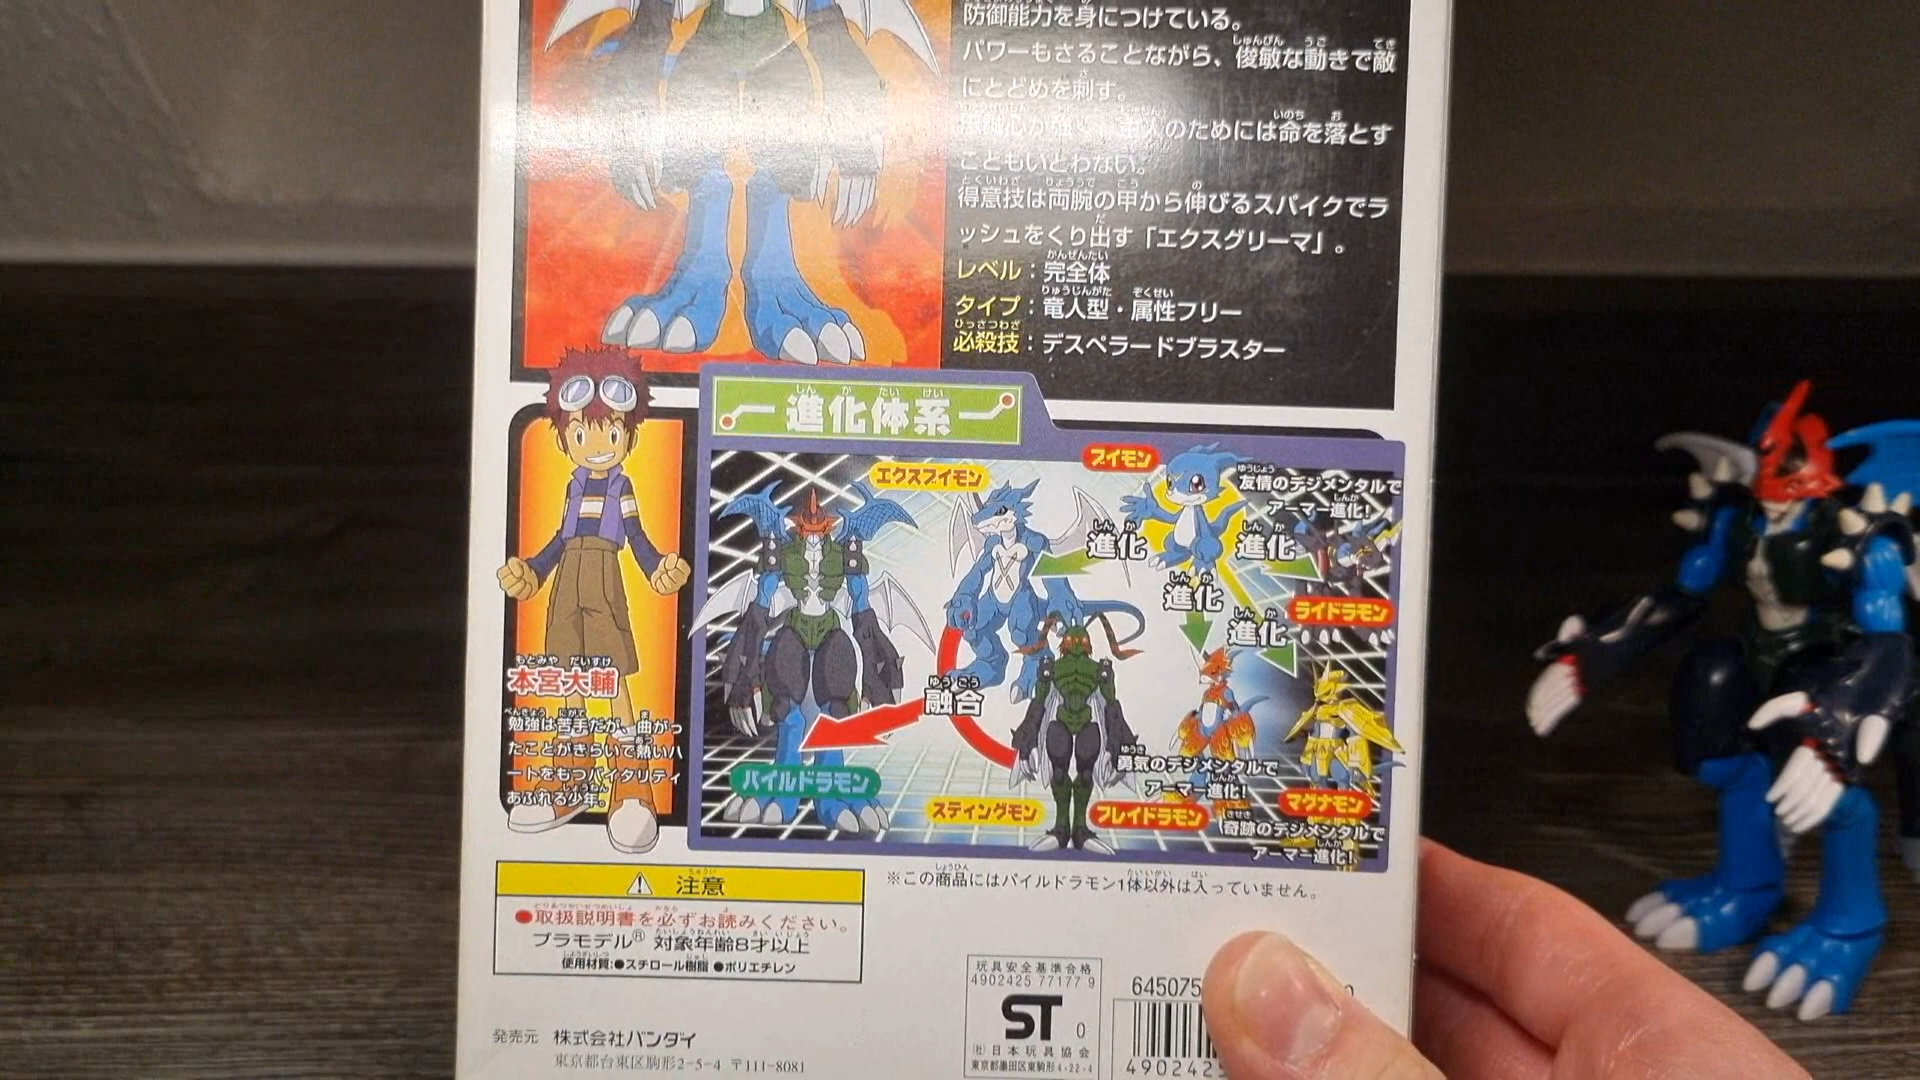 防御能力を身につけている。
パワーもさることながら、俊敏な動きで敵
にとどめを刺す。
のためには命を落とす
こともいとわない。
得意技は両腕の甲から伸びるスパイクでラ
ッシュをくり出す「エクスグリーマ」。
レベル：完全体
タイプ：竜人型・属性フリー
必殺技：デスペラードブラスター
進化体系
エクスブイモン
ブイモン
友情のデジメンタルで
アーマー進化!
進化
進化
進化
進化
ライドラモン
融合
パイルドラモン
スティングモン
勇気のデジメンタルで
アーマー進化!
フレイドラモン
マグナモン
(奇跡のデジメンタルで
アーマー進化!
本宮大輔
勉強は苦手だが、曲がっ
たことがきらいで熱いハ
ートをもつバイタリティ
あふれる少年。
注意
●取扱説明書を必ずお読みください。
プラモデル® 対象年齢8才以上
使用材質:●スチロール樹脂 ●ポリエチレン
※この商品にはパイルドラモン1体以外は入っていません。
発売元 株式会社バンダイ
東京都台東区駒形2-5-4 〒111-8081
玩具安全基準合格
4902425 77177 9
ST 0
(社)日本玩具協会
東京都墨田区東駒形4-22-4
645075
4902425